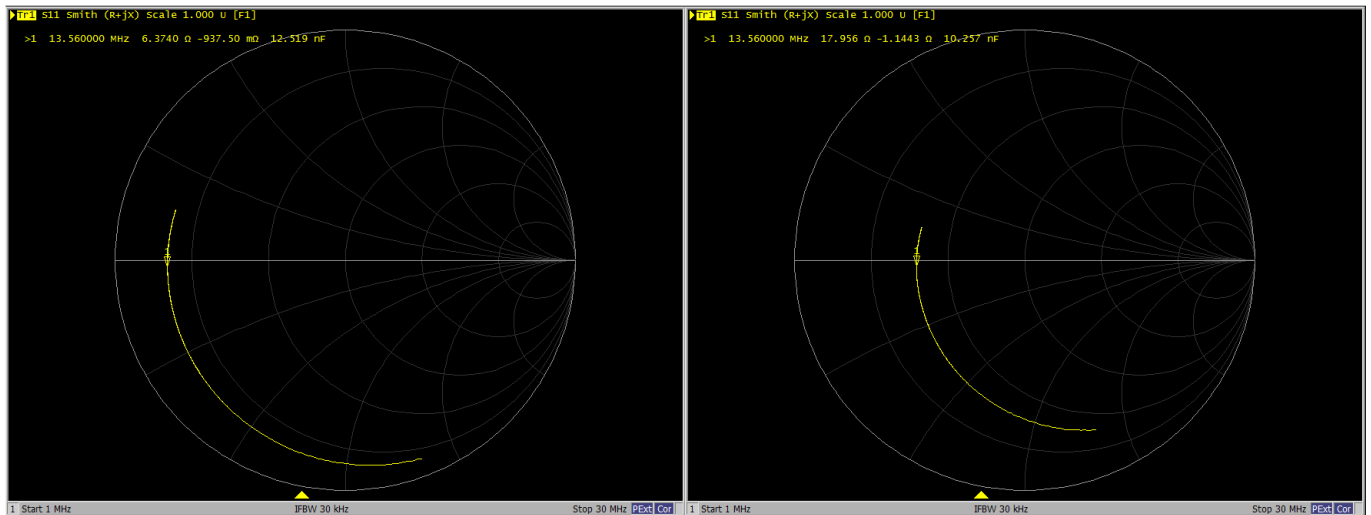 Tr1 S11 Smith (R+jX) Scale 1.000 U [F1]
>1 13.560000 MHz 6.3740 Ω -937.50 mΩ 12.519 nF
1 Start 1 MHz IFBW 30 kHz Stop 30 MHz PExt Cor
Tr1 S11 Smith (R+jX) Scale 1.000 U [F1]
>1 13.560000 MHz 17.956 Ω -1.1443 Ω 10.257 nF
1 Start 1 MHz IFBW 30 kHz Stop 30 MHz PExt Cor